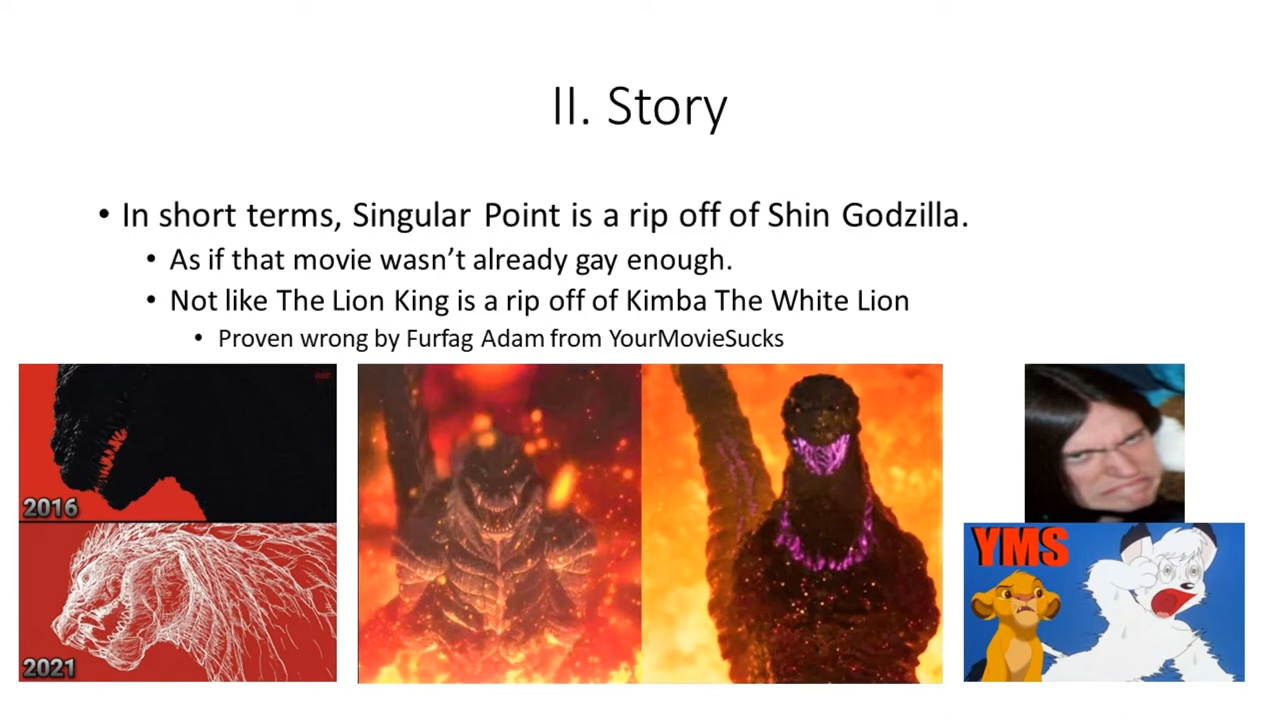 II. Story
• In short terms, Singular Point is a rip off of Shin Godzilla.
• As if that movie wasn't already gay enough.
• Not like The Lion King is a rip off of Kimba The White Lion
• Proven wrong by Furfag Adam from YourMovieSucks
2016
2021
YMS